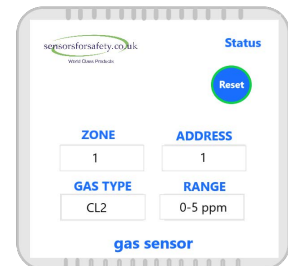 sensorsforsafety.co.uk
World Class Products
Status
Reset
ZONE
ADDRESS
1
1
GAS TYPE
RANGE
CL2
0-5 ppm
gas sensor